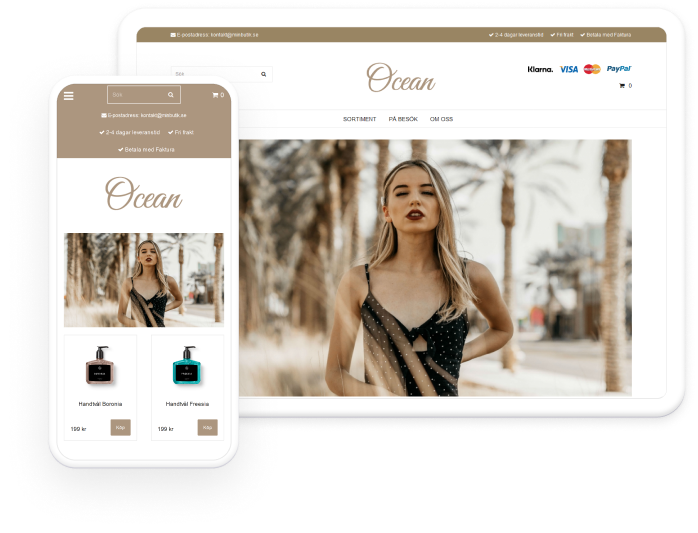 E-postadress: kontakt@minbutik.se
2-4 dagar leveranstid
Fri frakt
Betala med Faktura
Sök
Ocean
Klarna.
VISA
PayPal
0
SORTIMENT
PÅ BESÖK
OM OSS
Sök
0
E-postadress: kontakt@minbutik.se
2-4 dagar leveranstid
Fri frakt
Betala med Faktura
Ocean
Handtvål Boronia
Handtvål Freesia
199 kr
Köp
199 kr
Köp